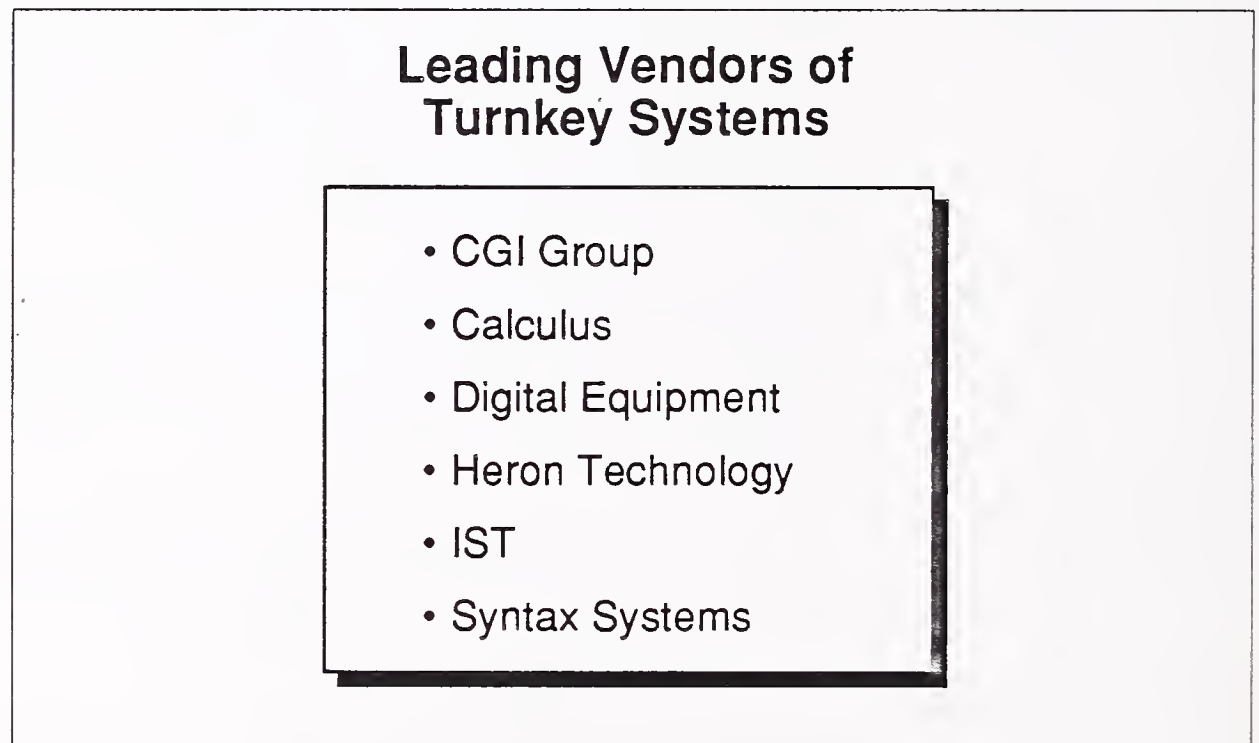 Leading Vendors of
Turnkey Systems
• CGI Group
• Calculus
• Digital Equipment
• Heron Technology
• IST
• Syntax Systems